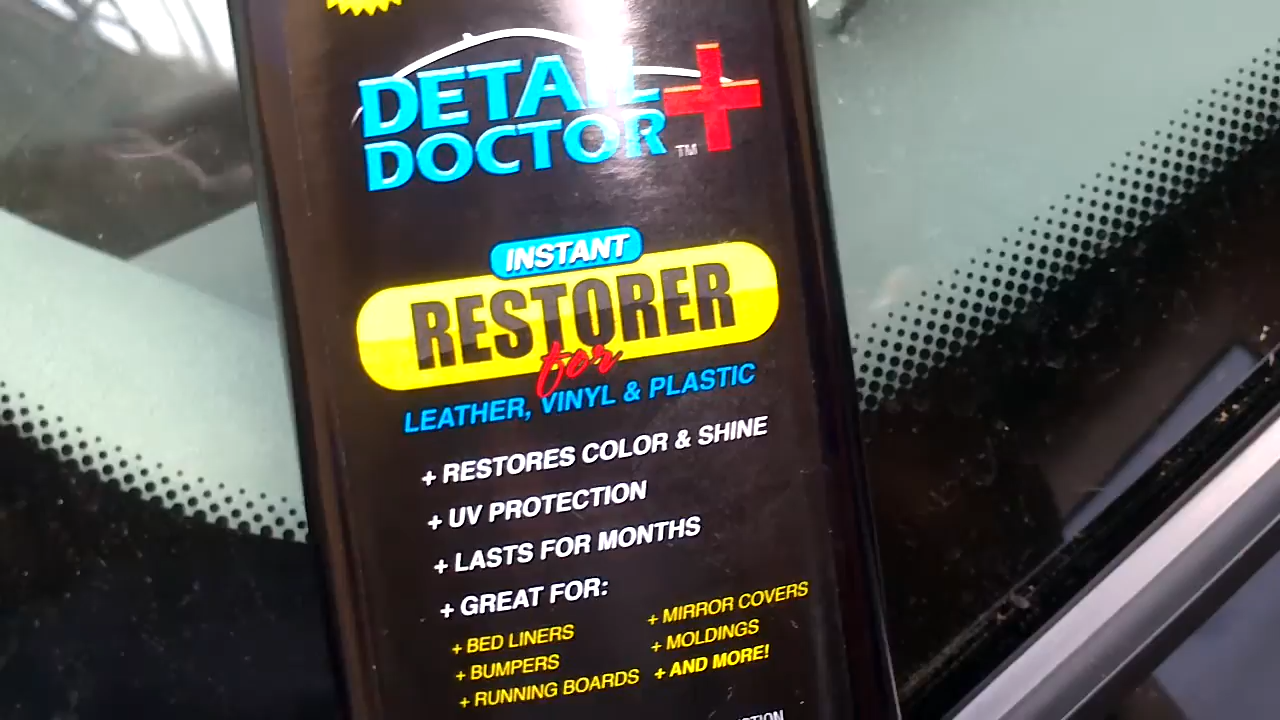 DETAIL
DOCTOR
TM
INSTANT
RESTORER
for
LEATHER, VINYL & PLASTIC
+ RESTORES COLOR & SHINE
+ UV PROTECTION
+ LASTS FOR MONTHS
+ GREAT FOR:
+ BED LINERS
+ BUMPERS
+ RUNNING BOARDS
+ MIRROR COVERS
+ MOLDINGS
+ AND MORE!